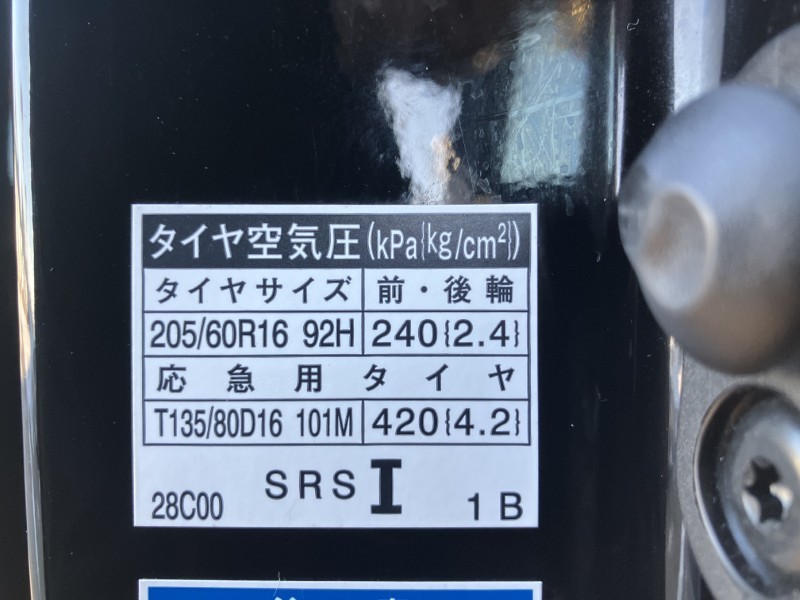 タイヤ空気圧(kPa{kg/cm²})
タイヤサイズ 前・後輪
205/60R16 92H 240{2.4}
応急用タイヤ
T135/80D16 101M 420{4.2}
SRS I
28C00 1B